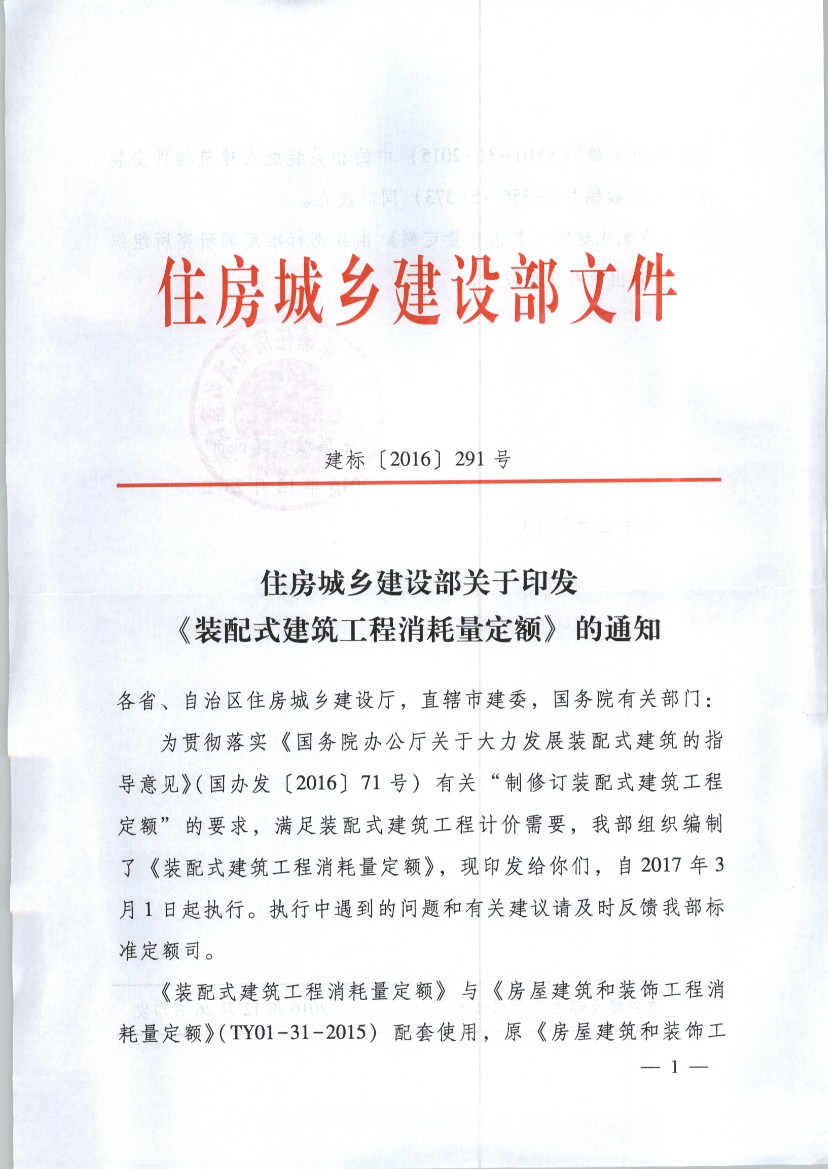 住房城乡建设部文件
建标〔2016〕291号
住房城乡建设部关于印发
《装配式建筑工程消耗量定额》的通知
各省、自治区住房城乡建设厅，直辖市建委，国务院有关部门：
为贯彻落实《国务院办公厅关于大力发展装配式建筑的指
导意见》（国办发〔2016〕71号）有关“制修订装配式建筑工程
定额”的要求，满足装配式建筑工程计价需要，我部组织编制
了《装配式建筑工程消耗量定额》，现印发给你们，自2017年3
月1日起执行。执行中遇到的问题和有关建议请及时反馈我部标
准定额司。
《装配式建筑工程消耗量定额》与《房屋建筑和装饰工程消
耗量定额》（TY01-31-2015）配套使用，原《房屋建筑和装饰工
— 1 —